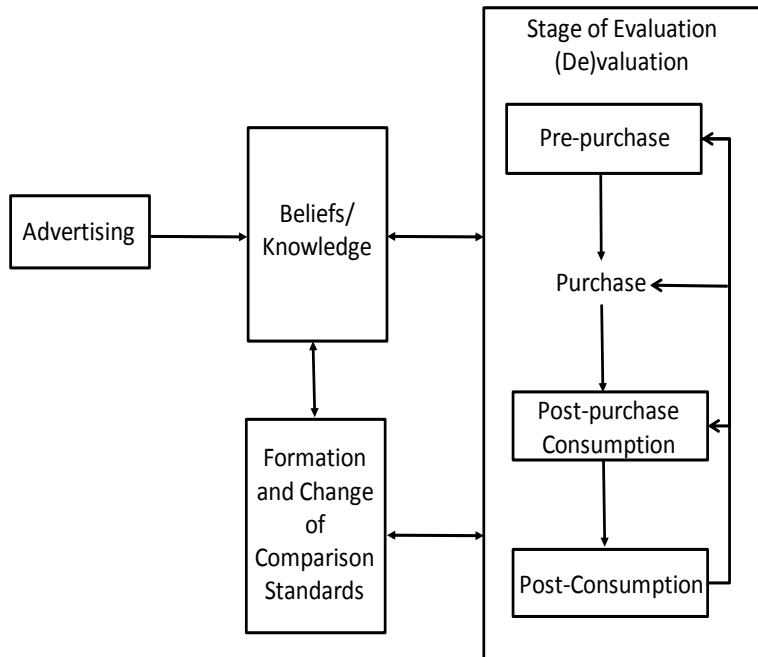 Stage of Evaluation
(De)valuation
Pre-purchase
Advertising
Beliefs/
Knowledge
Purchase
Post-purchase
Consumption
Formation
and Change
of
Comparison
Standards
Post-Consumption